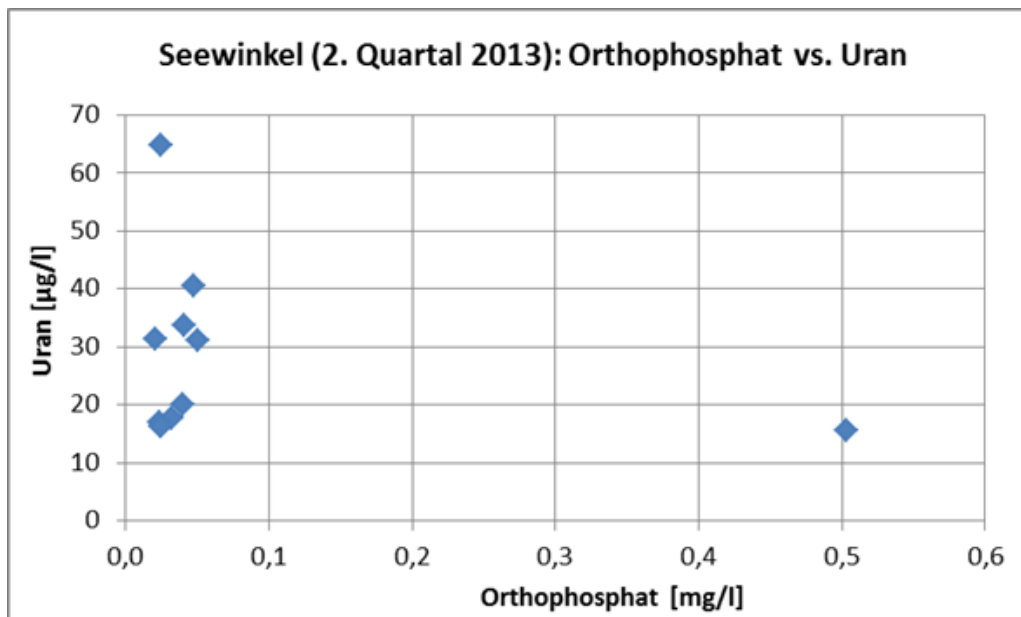 Seewinkel (2. Quartal 2013): Orthophosphat vs. Uran
70
60
50
40
30
20
10
0
Uran [µg/l]
0,0 0,1 0,2 0,3 0,4 0,5 0,6
Orthophosphat [mg/l]